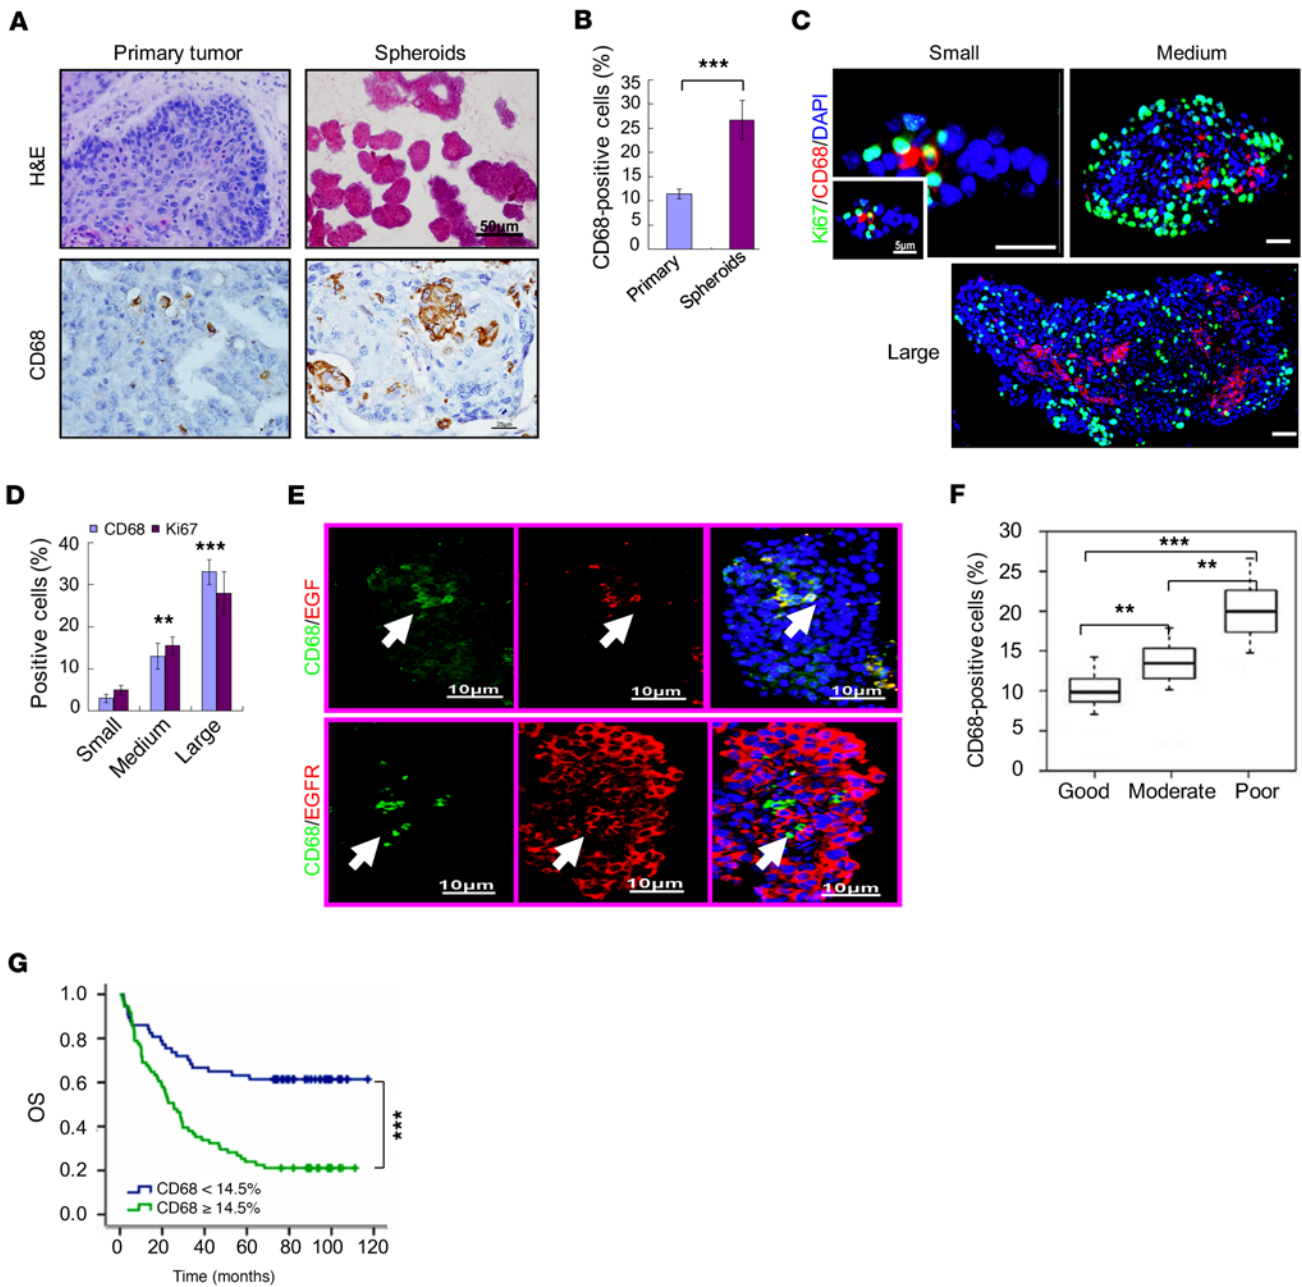 A
Primary tumor
Spheroids
H&E
50µm
CD68
25µm
B
CD68-positive cells (%)
***
35
30
25
20
15
10
5
0
Primary
Spheroids
C
Small
Medium
Ki67/CD68/DAPI
5µm
Large
D
CD68
Ki67
Positive cells (%)
40
30
20
10
0
**
***
Small
Medium
Large
E
CD68/EGF
10µm
10µm
10µm
CD68/EGFR
10µm
10µm
10µm
F
CD68-positive cells (%)
30
25
20
15
10
5
0
***
**
**
Good
Moderate
Poor
G
OS
1.0
0.8
0.6
0.4
0.2
0.0
***
CD68 < 14.5%
CD68 ≥ 14.5%
0 20 40 60 80 100 120
Time (months)